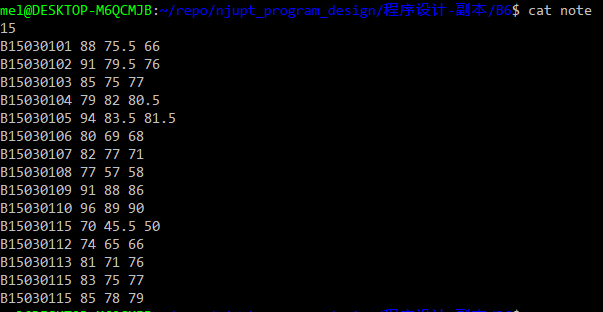 mel@DESKTOP-M6QCMJB:~/repo/njupt_program_design/程序设计-副本/B6$ cat note
15
B15030101 88 75.5 66
B15030102 91 79.5 76
B15030103 85 75 77
B15030104 79 82 80.5
B15030105 94 83.5 81.5
B15030106 80 69 68
B15030107 82 77 71
B15030108 77 57 58
B15030109 91 88 86
B15030110 96 89 90
B15030115 70 45.5 50
B15030112 74 65 66
B15030113 81 71 76
B15030115 83 75 77
B15030115 85 78 79